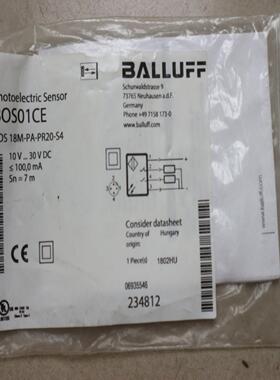 BALLUFF
Schurwaldstrasse 9
73765 Neuhausen a.d.F.
Germany
Phone +49 7158 173-0
www.balluff.com
hotoelectric Sensor
BOS01CE
OS 18M-PA-PR20-S4
10 V... 30 V DC
≤ 100,0 mA
Sn = 7 m
Consider datasheet
Country of Hungary
origin:
1 Piece(s) 1802HU
06935546
234812